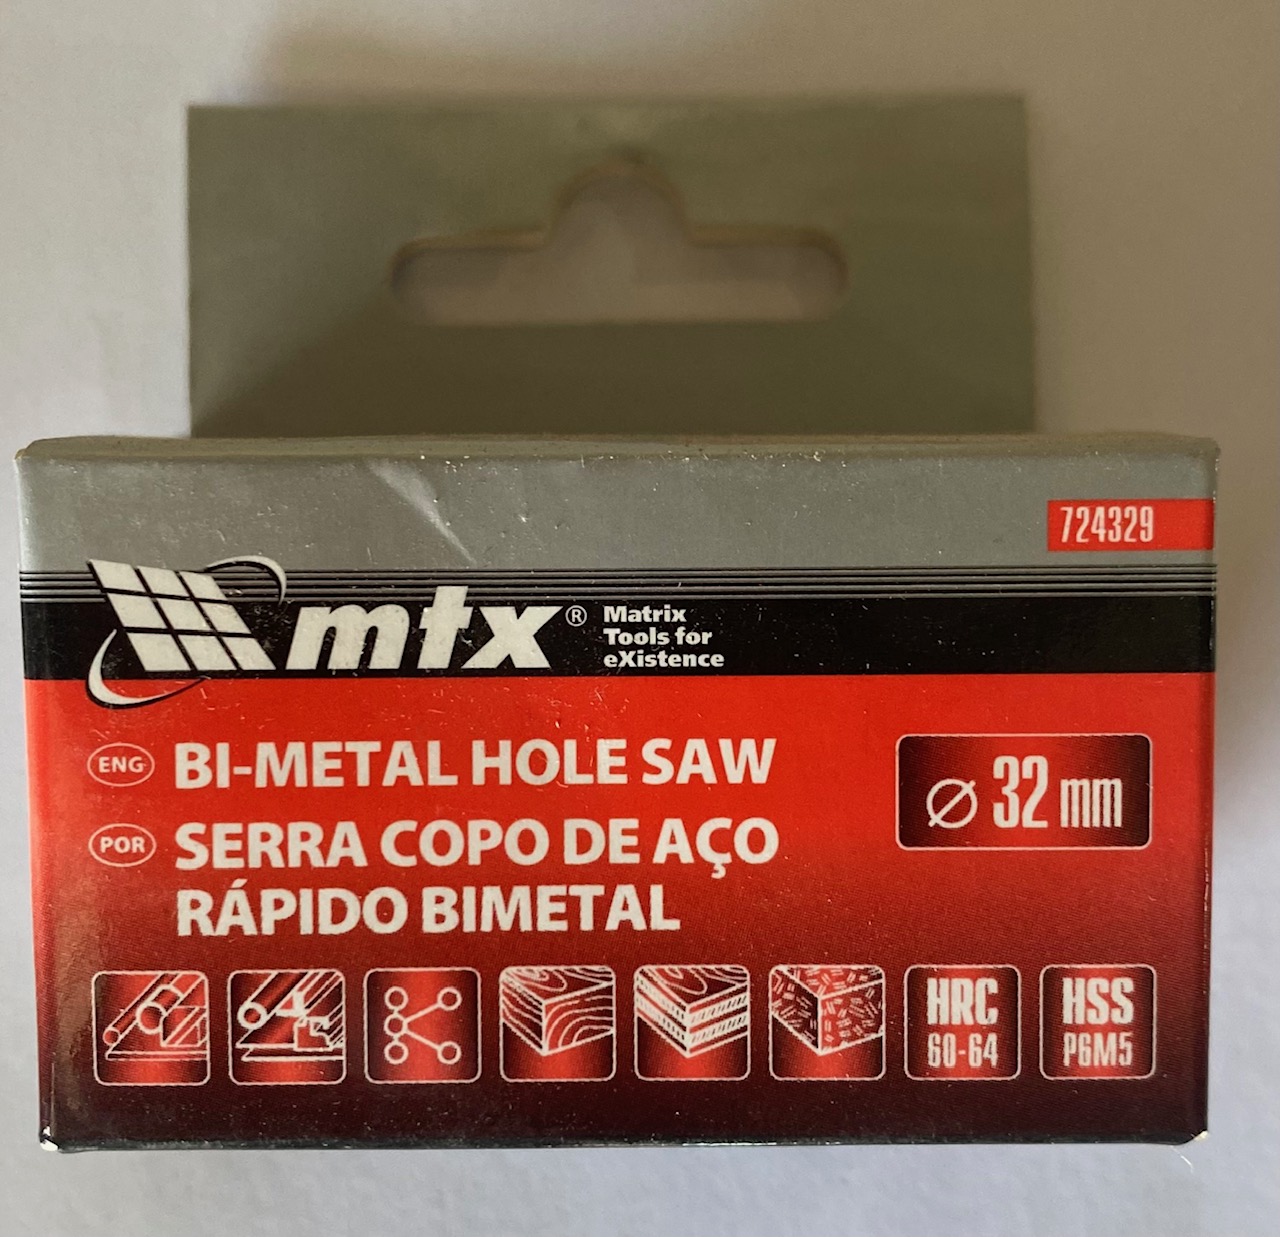 724329
mtx® Matrix
Tools for
eXistence
ENG BI-METAL HOLE SAW
⌀ 32 mm
POR SERRA COPO DE AÇO
RÁPIDO BIMETAL
HRC
60-64
HSS
P6M5